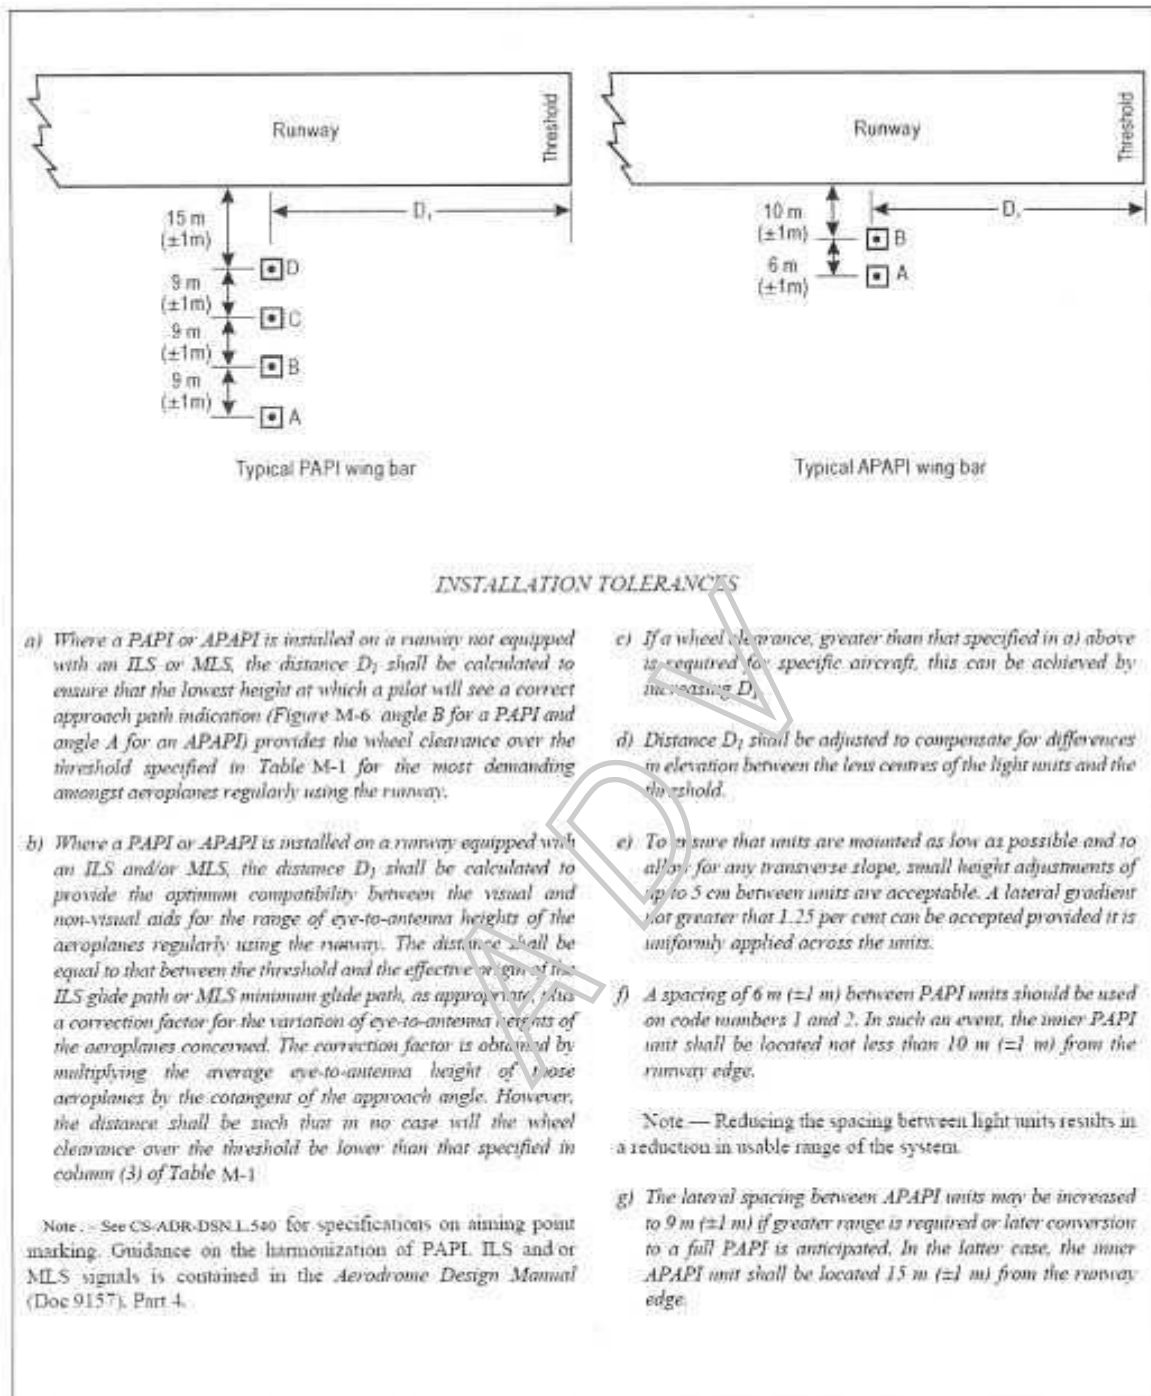 Runway
Threshold
15 m
(±1m)
D₁
D
9 m
(±1m)
C
9 m
(±1m)
B
9 m
(±1m)
A
Typical PAPI wing bar
Runway
Threshold
10 m
(±1m)
D₁
B
6 m
(±1m)
A
Typical APAPI wing bar
INSTALLATION TOLERANCES
a) Where a PAPI or APAPI is installed on a runway not equipped
with an ILS or MLS, the distance D₁ shall be calculated to
ensure that the lowest height at which a pilot will see a correct
approach path indication (Figure M-6 angle B for a PAPI and
angle A for an APAPI) provides the wheel clearance over the
threshold specified in Table M-1 for the most demanding
amongst aeroplanes regularly using the runway.
b) Where a PAPI or APAPI is installed on a runway equipped with
an ILS and/or MLS, the distance D₁ shall be calculated to
provide the optimum compatibility between the visual and
non-visual aids for the range of eye-to-antenna heights of the
aeroplanes regularly using the runway. The distance shall be
equal to that between the threshold and the effective origin of the
ILS glide path or MLS minimum glide path, as appropriate, plus
a correction factor for the variation of eye-to-antenna heights of
the aeroplanes concerned. The correction factor is obtained by
multiplying the average eye-to-antenna height of those
aeroplanes by the cotangent of the approach angle. However,
the distance shall be such that in no case will the wheel
clearance over the threshold be lower than that specified in
column (3) of Table M-1
Note . - See CS-ADR-DSN.L.540 for specifications on aiming point
marking. Guidance on the harmonization of PAPI, ILS and/or
MLS signals is contained in the Aerodrome Design Manual
(Doc 9157), Part 4.
c) If a wheel clearance, greater than that specified in a) above
is required for specific aircraft, this can be achieved by
increasing D₁.
d) Distance D₁ shall be adjusted to compensate for differences
in elevation between the lens centres of the light units and the
threshold.
e) To ensure that units are mounted as low as possible and to
allow for any transverse slope, small height adjustments of
up to 5 cm between units are acceptable. A lateral gradient
not greater that 1.25 per cent can be accepted provided it is
uniformly applied across the units.
f) A spacing of 6 m (±1 m) between PAPI units should be used
on code numbers 1 and 2. In such an event, the inner PAPI
unit shall be located not less than 10 m (±1 m) from the
runway edge.
Note — Reducing the spacing between light units results in
a reduction in usable range of the system.
g) The lateral spacing between APAPI units may be increased
to 9 m (±1 m) if greater range is required or later conversion
to a full PAPI is anticipated. In the latter case, the inner
APAPI unit shall be located 15 m (±1 m) from the runway
edge.
ADV